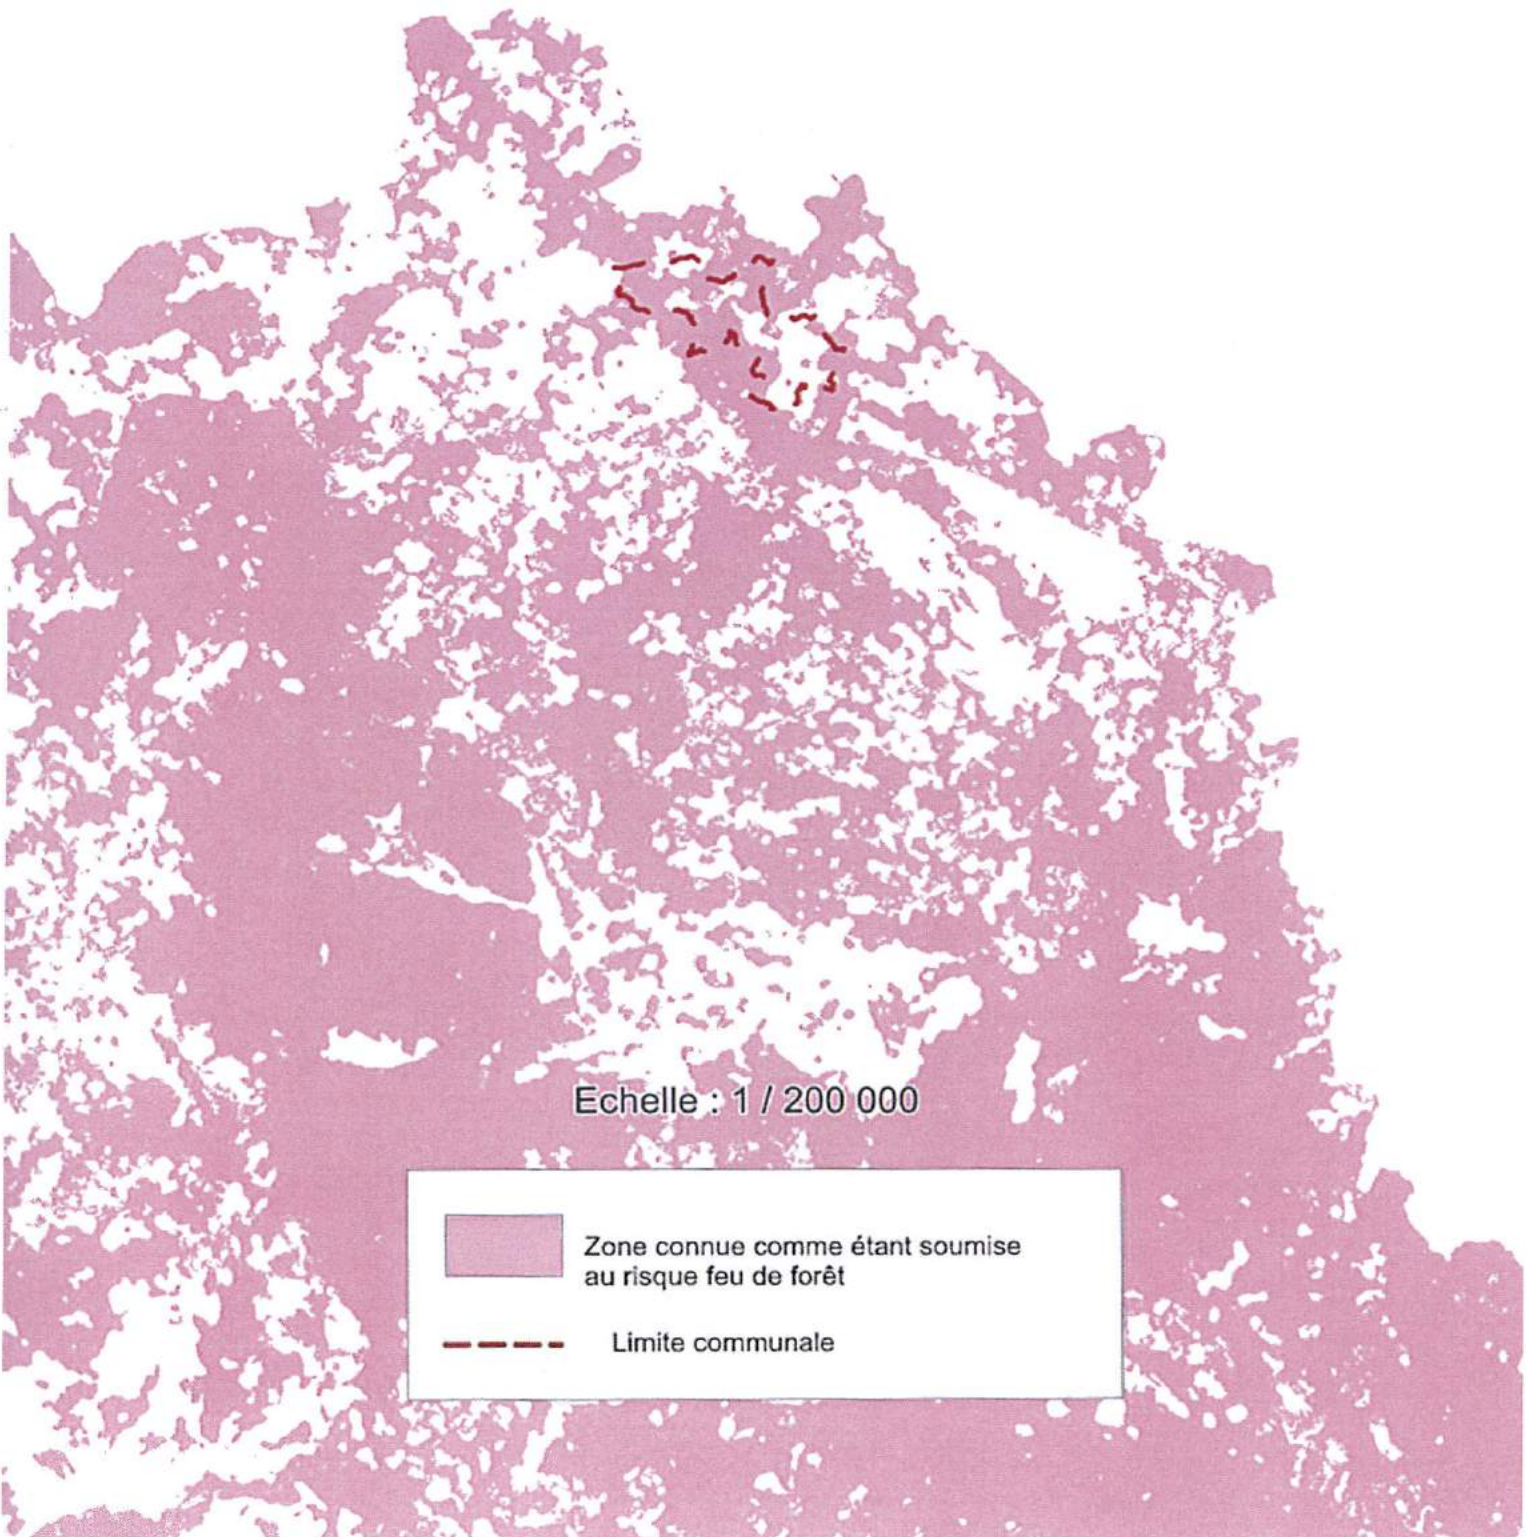 Echelle : 1 / 200 000
Zone connue comme étant soumise
au risque feu de forêt
Limite communale